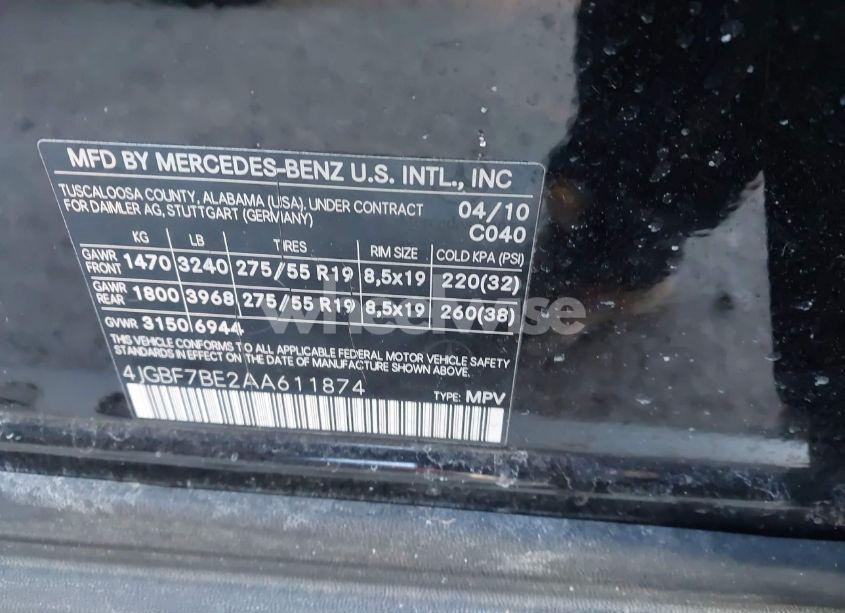 MFD BY MERCEDES-BENZ U.S. INTL., INC
TUSCALOOSA COUNTY, ALABAMA (USA), UNDER CONTRACT
FOR DAIMLER AG, STUTTGART (GERMANY)
04/10
C040
KG LB TIRES RIM SIZE COLD KPA (PSI)
GAWR FRONT 1470 3240 275/55 R19 8,5x19 220(32)
GAWR REAR 1800 3968 275/55 R19 8,5x19 260(38)
GVWR 3150 6944
THIS VEHICLE CONFORMS TO ALL APPLICABLE FEDERAL MOTOR VEHICLE SAFETY
STANDARDS IN EFFECT ON THE DATE OF MANUFACTURE SHOWN ABOVE.
4JGBF7BE2AA611874
TYPE: MPV
wheelwise